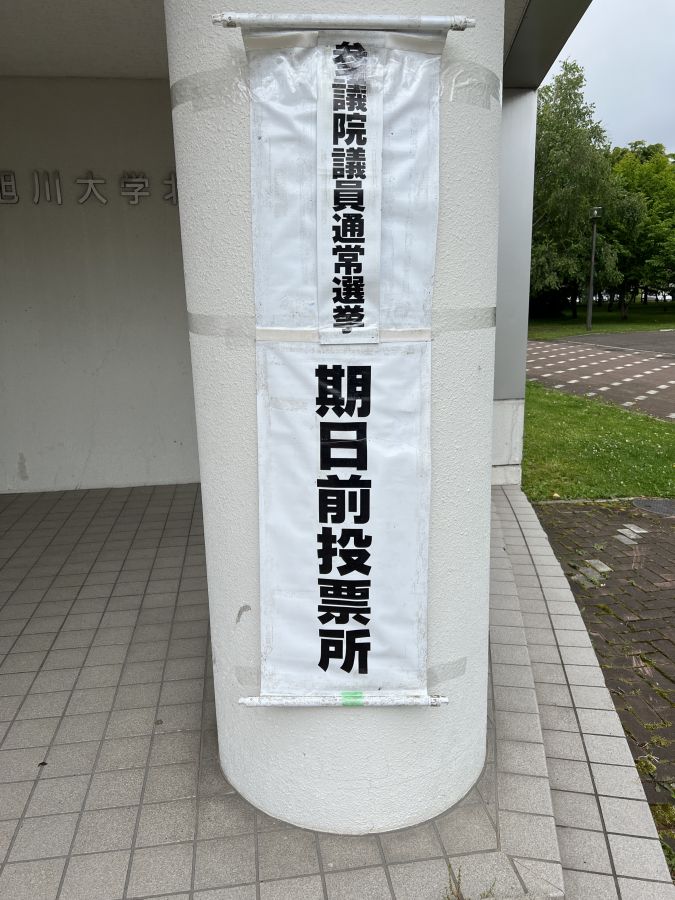 参議院議員通常選挙
期日前投票所
旭川大学